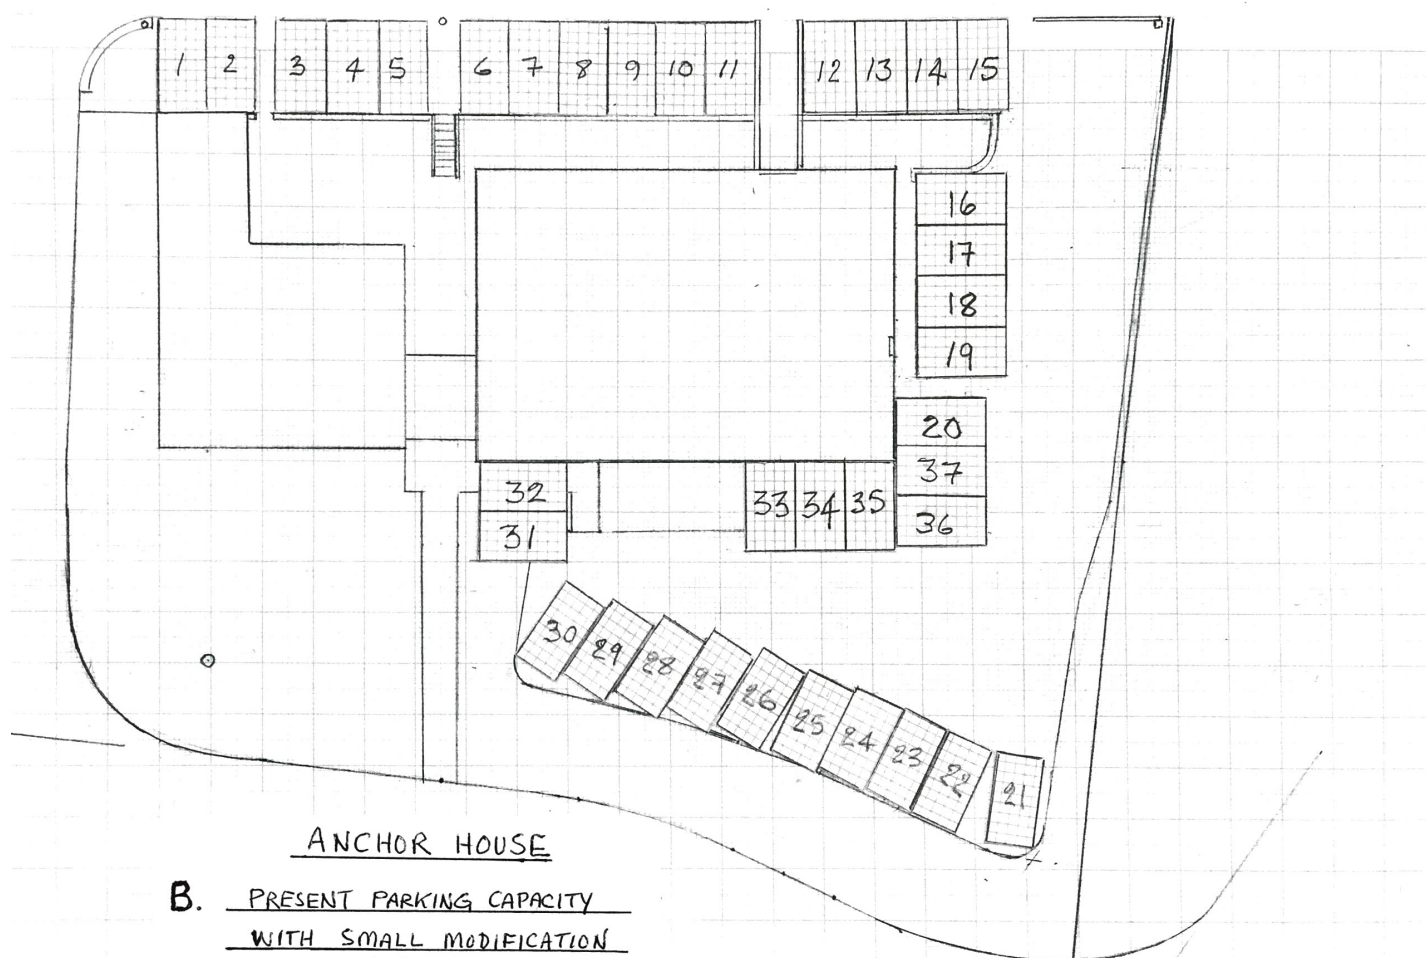 1 2 3 4 5 6 7 8 9 10 11 12 13 14 15
16
17
18
19
20
37
36
32
31
33 34 35
30 29 28 27 26 25 24 23 22 21
ANCHOR HOUSE
B. PRESENT PARKING CAPACITY
WITH SMALL MODIFICATION